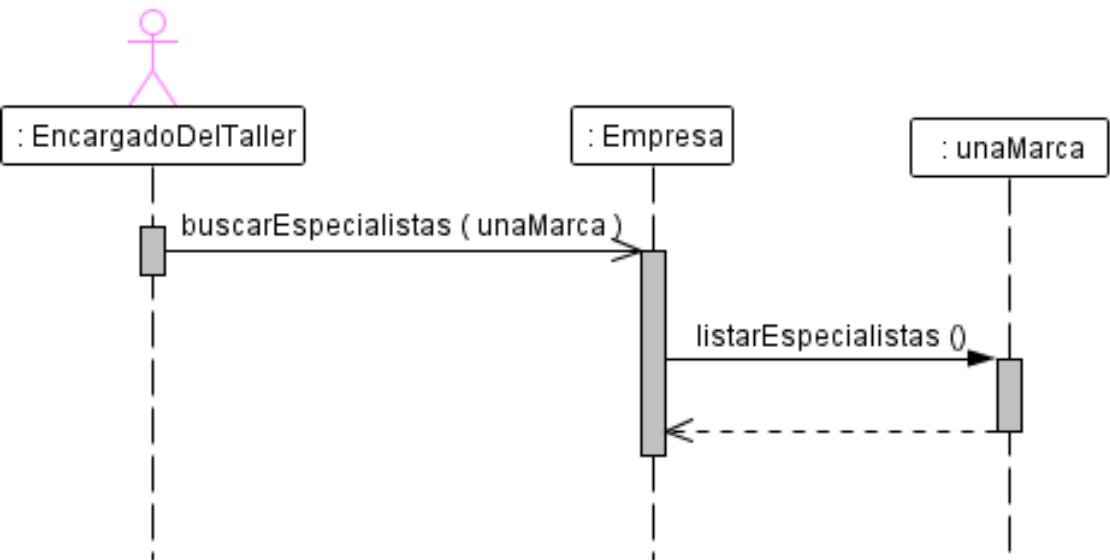 : EncargadoDelTaller
: Empresa
: unaMarca
buscarEspecialistas ( unaMarca )
listarEspecialistas ()